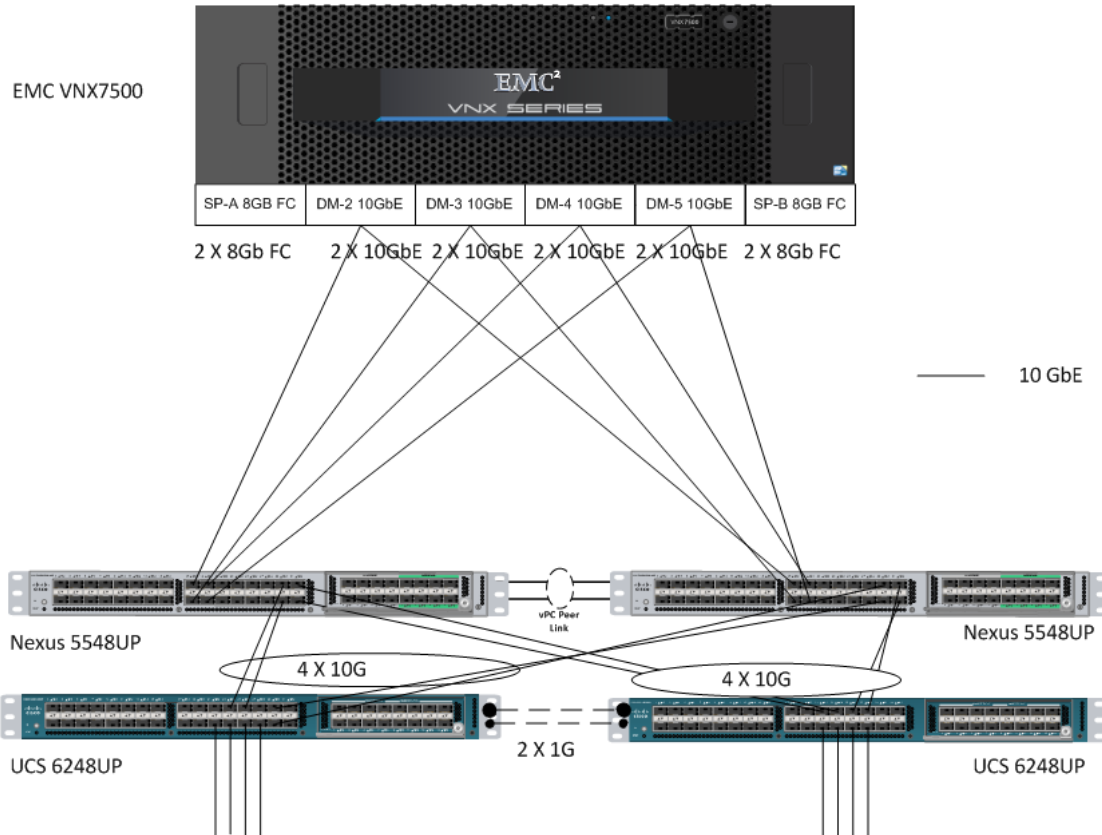 VNX7500
EMC VNX7500
EMC²
VNX SERIES
SP-A 8GB FC
DM-2 10GbE
DM-3 10GbE
DM-4 10GbE
DM-5 10GbE
SP-B 8GB FC
2 X 8Gb FC
2 X 10GbE
2 X 10GbE
2 X 10GbE
2 X 10GbE
2 X 8Gb FC
10 GbE
vPC Peer
Link
Nexus 5548UP
Nexus 5548UP
4 X 10G
4 X 10G
2 X 1G
UCS 6248UP
UCS 6248UP